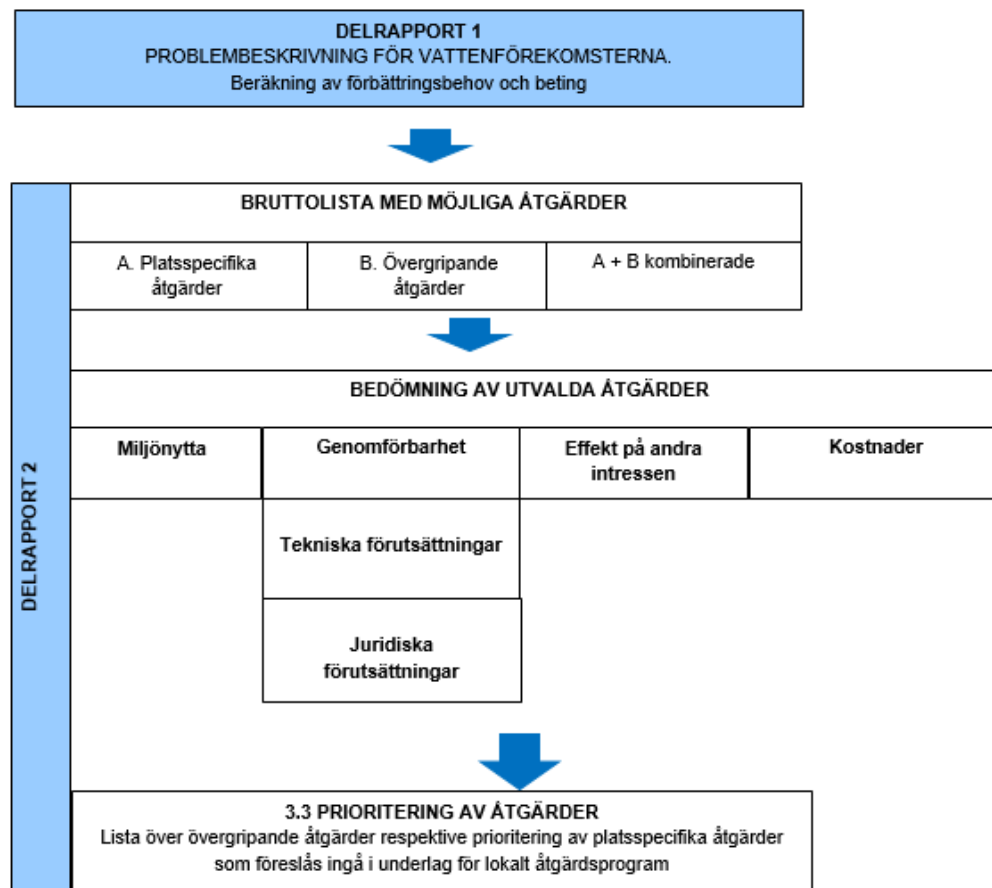 DELRAPPORT 1
PROBLEMBESKRIVNING FÖR VATTENFÖREKOMSTERNA.
Beräkning av förbättringsbehov och beting
DELRAPPORT 2
BRUTTOLISTA MED MÖJLIGA ÅTGÄRDER
A. Platsspecifika
åtgärder
B. Övergripande
åtgärder
A + B kombinerade
BEDÖMNING AV UTVALDA ÅTGÄRDER
Miljönytta
Genomförbarhet
Effekt på andra
intressen
Kostnader
Tekniska förutsättningar
Juridiska
förutsättningar
3.3 PRIORITERING AV ÅTGÄRDER
Lista över övergripande åtgärder respektive prioritering av platsspecifika åtgärder
som föreslås ingå i underlag för lokalt åtgärdsprogram